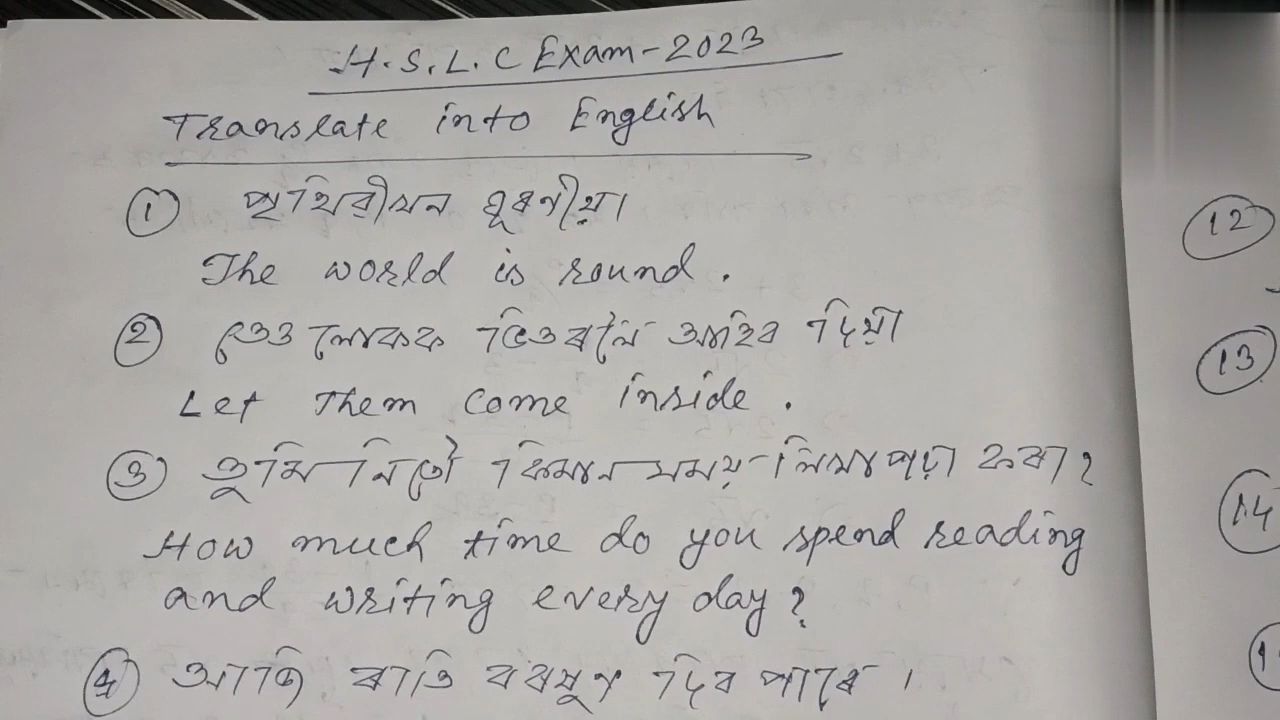 H.S.L.C Exam-2023
Translate into English
① পৃথিৱীখন ঘূৰণীয়া।
The world is round.
② তেওঁলোকক ভিতৰলৈ আহিব দিয়া
Let Them Come inside.
③ তুমি নিতৌ কিমান সময় লিখাপঢ়া কৰা?
How much time do you spend reading
and writing every day?
④ আজি ৰাতি বৰষুণ দিব পাৰে।
12
13
14
1